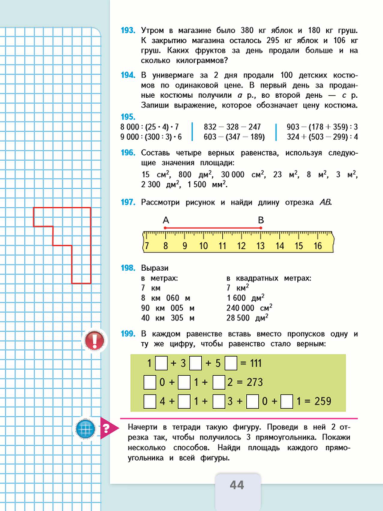 193. Утром в магазине было 380 кг яблок и 180 кг груш.
К закрытию магазина осталось 295 кг яблок и 106 кг
груш. Каких фруктов за день продали больше и на
сколько килограммов?
194. В универмаге за 2 дня продали 100 детских костю-
мов по одинаковой цене. В первый день за продан-
ные костюмы получили a р., во второй день — c р.
Запиши выражение, которое обозначает цену костюма.
195.
8 000 : (25 · 4) · 7 832 − 328 − 247 903 − (178 + 359) : 3
9 000 : (300 : 3) · 6 603 − (347 − 189) 324 + (503 − 299) : 4
196. Составь четыре верных равенства, используя следую-
щие значения площади:
15 см², 800 дм², 30 000 см², 23 м², 8 м², 3 м²,
2 300 дм², 1 500 мм².
197. Рассмотри рисунок и найди длину отрезка AB.
A B
7 8 9 10 11 12 13 14 15 16
198. Вырази
в метрах: в квадратных метрах:
7 км 7 км²
8 км 060 м 1 600 дм²
90 км 005 м 240 000 см²
40 км 305 м 28 500 дм²
199. В каждом равенстве вставь вместо пропусков одну и
ту же цифру, чтобы равенство стало верным:
1□ + 3□ + 5□ = 111
□0 + □1 + □2 = 273
□4 + □1 + □3 + □0 + □1 = 259
!
?
Начерти в тетради такую фигуру. Проведи в ней 2 от-
резка так, чтобы получилось 3 прямоугольника. Покажи
несколько способов. Найди площадь каждого прямо-
угольника и всей фигуры.
44